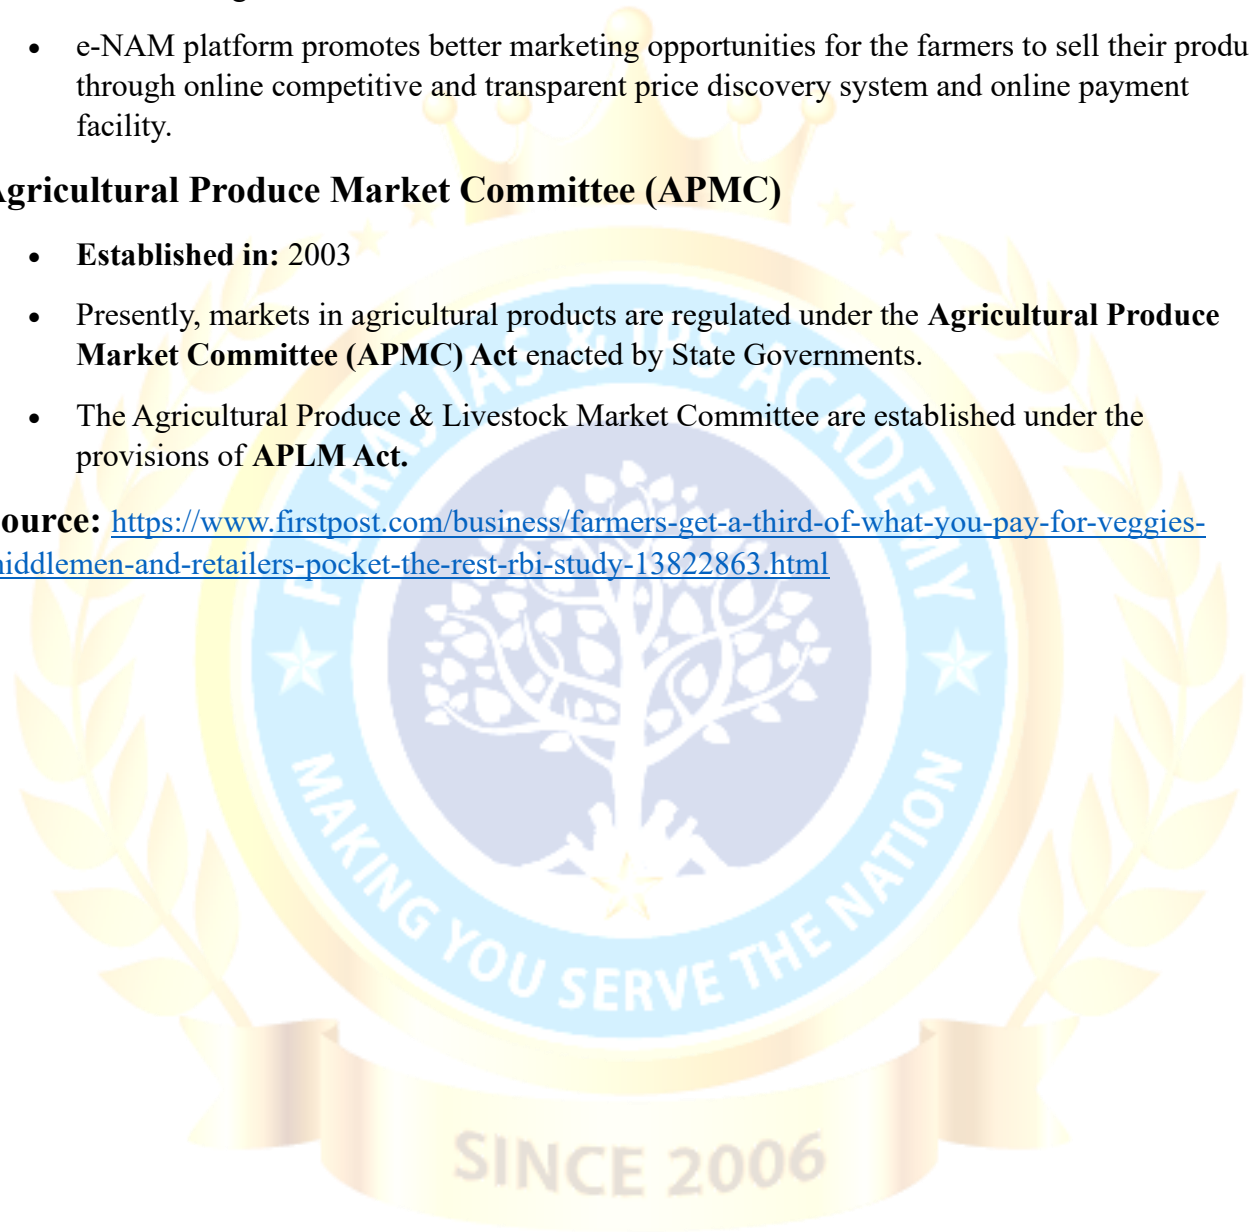 e-NAM platform promotes better marketing opportunities for the farmers to sell their produ
through online competitive and transparent price discovery system and online payment
facility.
Agricultural Produce Market Committee (APMC)
Established in: 2003
Presently, markets in agricultural products are regulated under the Agricultural Produce
Market Committee (APMC) Act enacted by State Governments.
The Agricultural Produce & Livestock Market Committee are established under the
provisions of APLM Act.
ource: https://www.firstpost.com/business/farmers-get-a-third-of-what-you-pay-for-veggies-
iddlemen-and-retailers-pocket-the-rest-rbi-study-13822863.html
RAJ IAS & IPS ACADEMY
MAKING YOU SERVE THE NATION
SINCE 2006